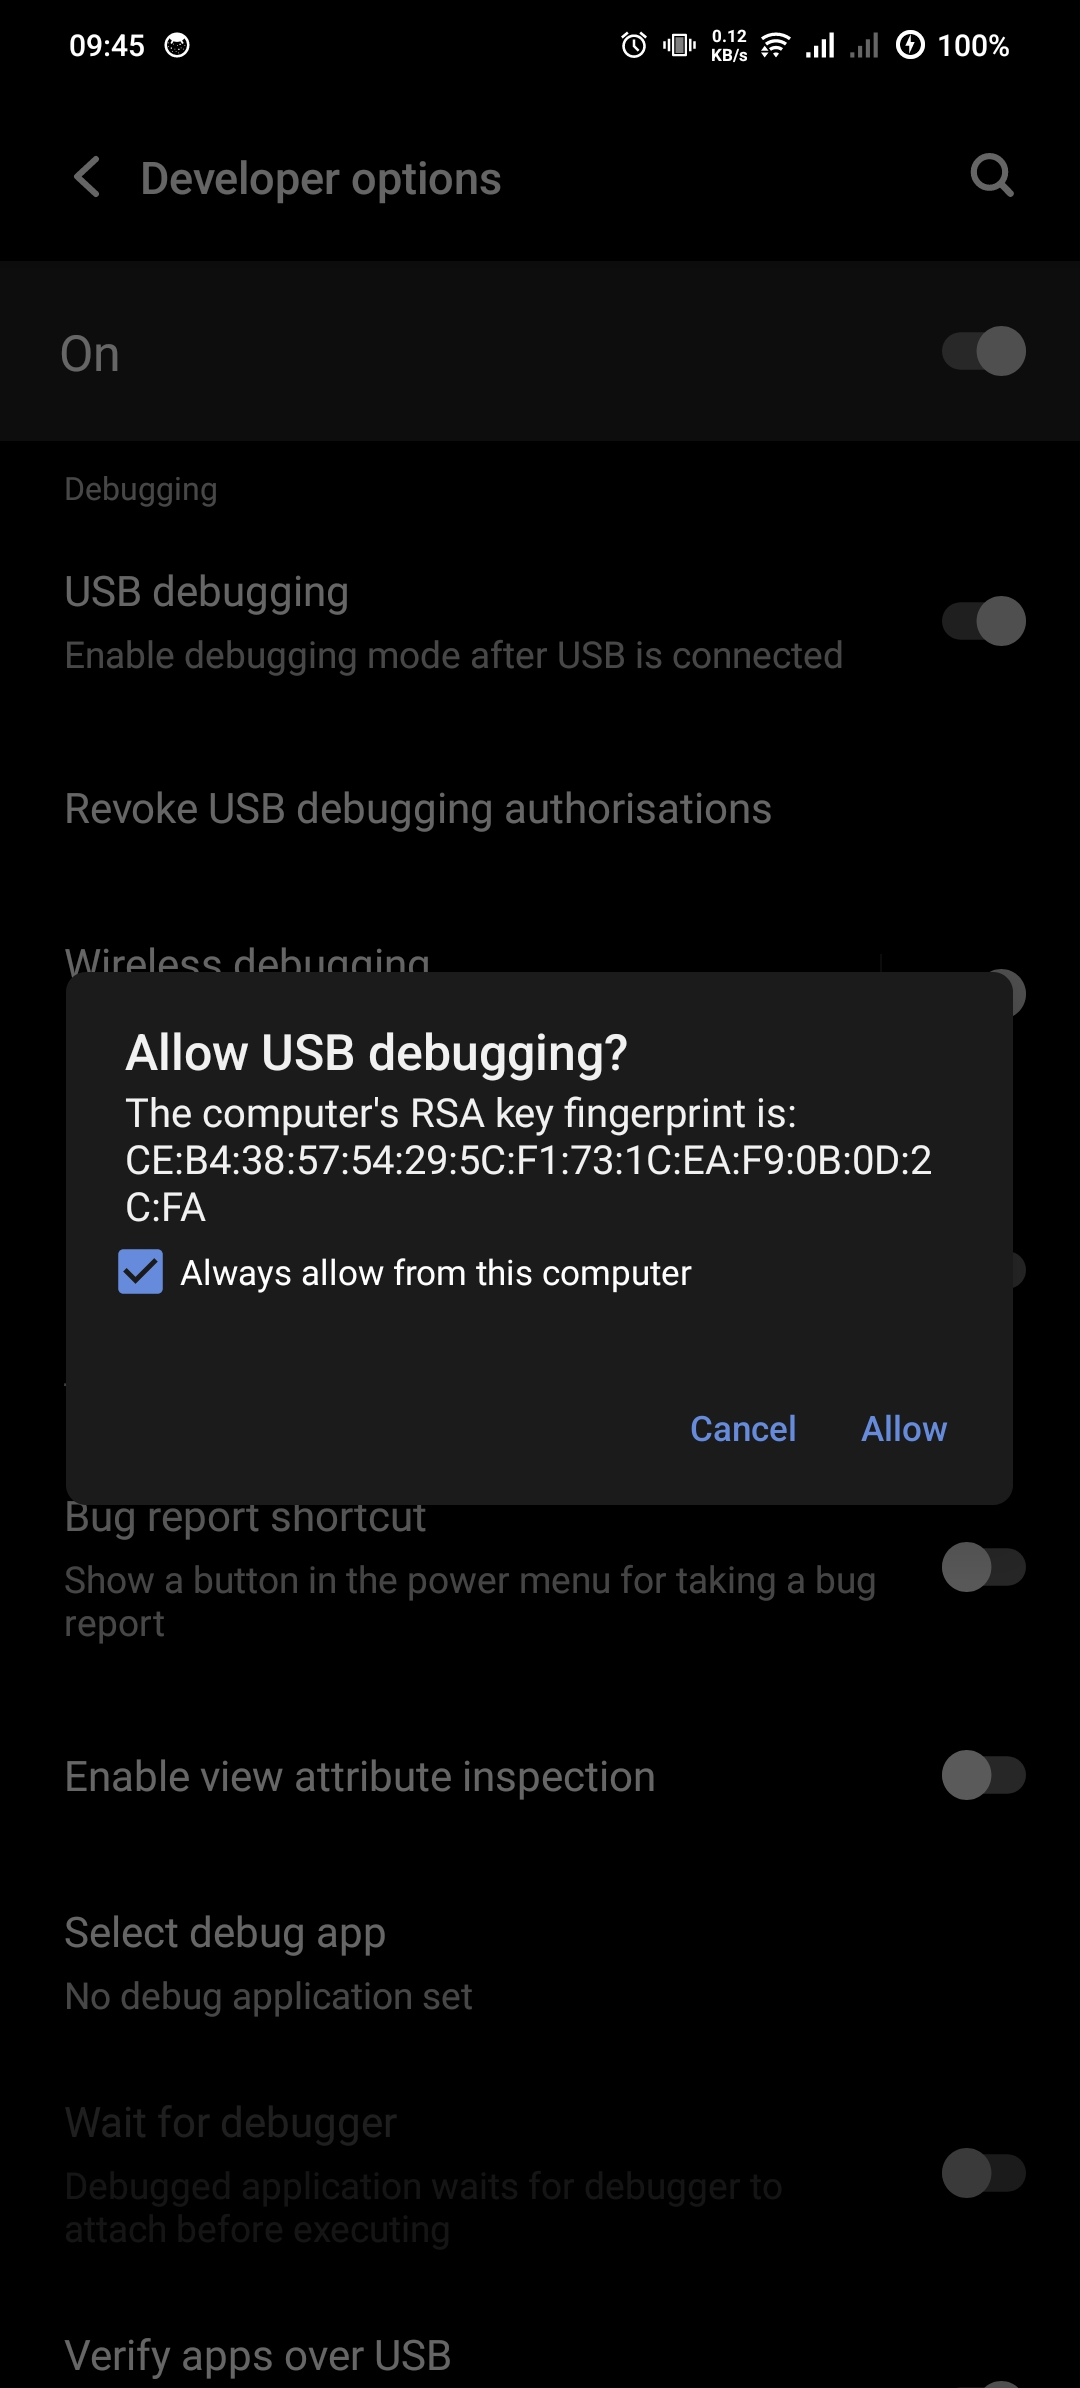 09:45
0.12
KB/s
100%
Developer options
On
Debugging
USB debugging
Enable debugging mode after USB is connected
Revoke USB debugging authorisations
Wireless debugging
Allow USB debugging?
The computer's RSA key fingerprint is:
CE:B4:38:57:54:29:5C:F1:73:1C:EA:F9:0B:0D:2
C:FA
Always allow from this computer
Cancel
Allow
Bug report shortcut
Show a button in the power menu for taking a bug
report
Enable view attribute inspection
Select debug app
No debug application set
Wait for debugger
Debugged application waits for debugger to
attach before executing
Verify apps over USB